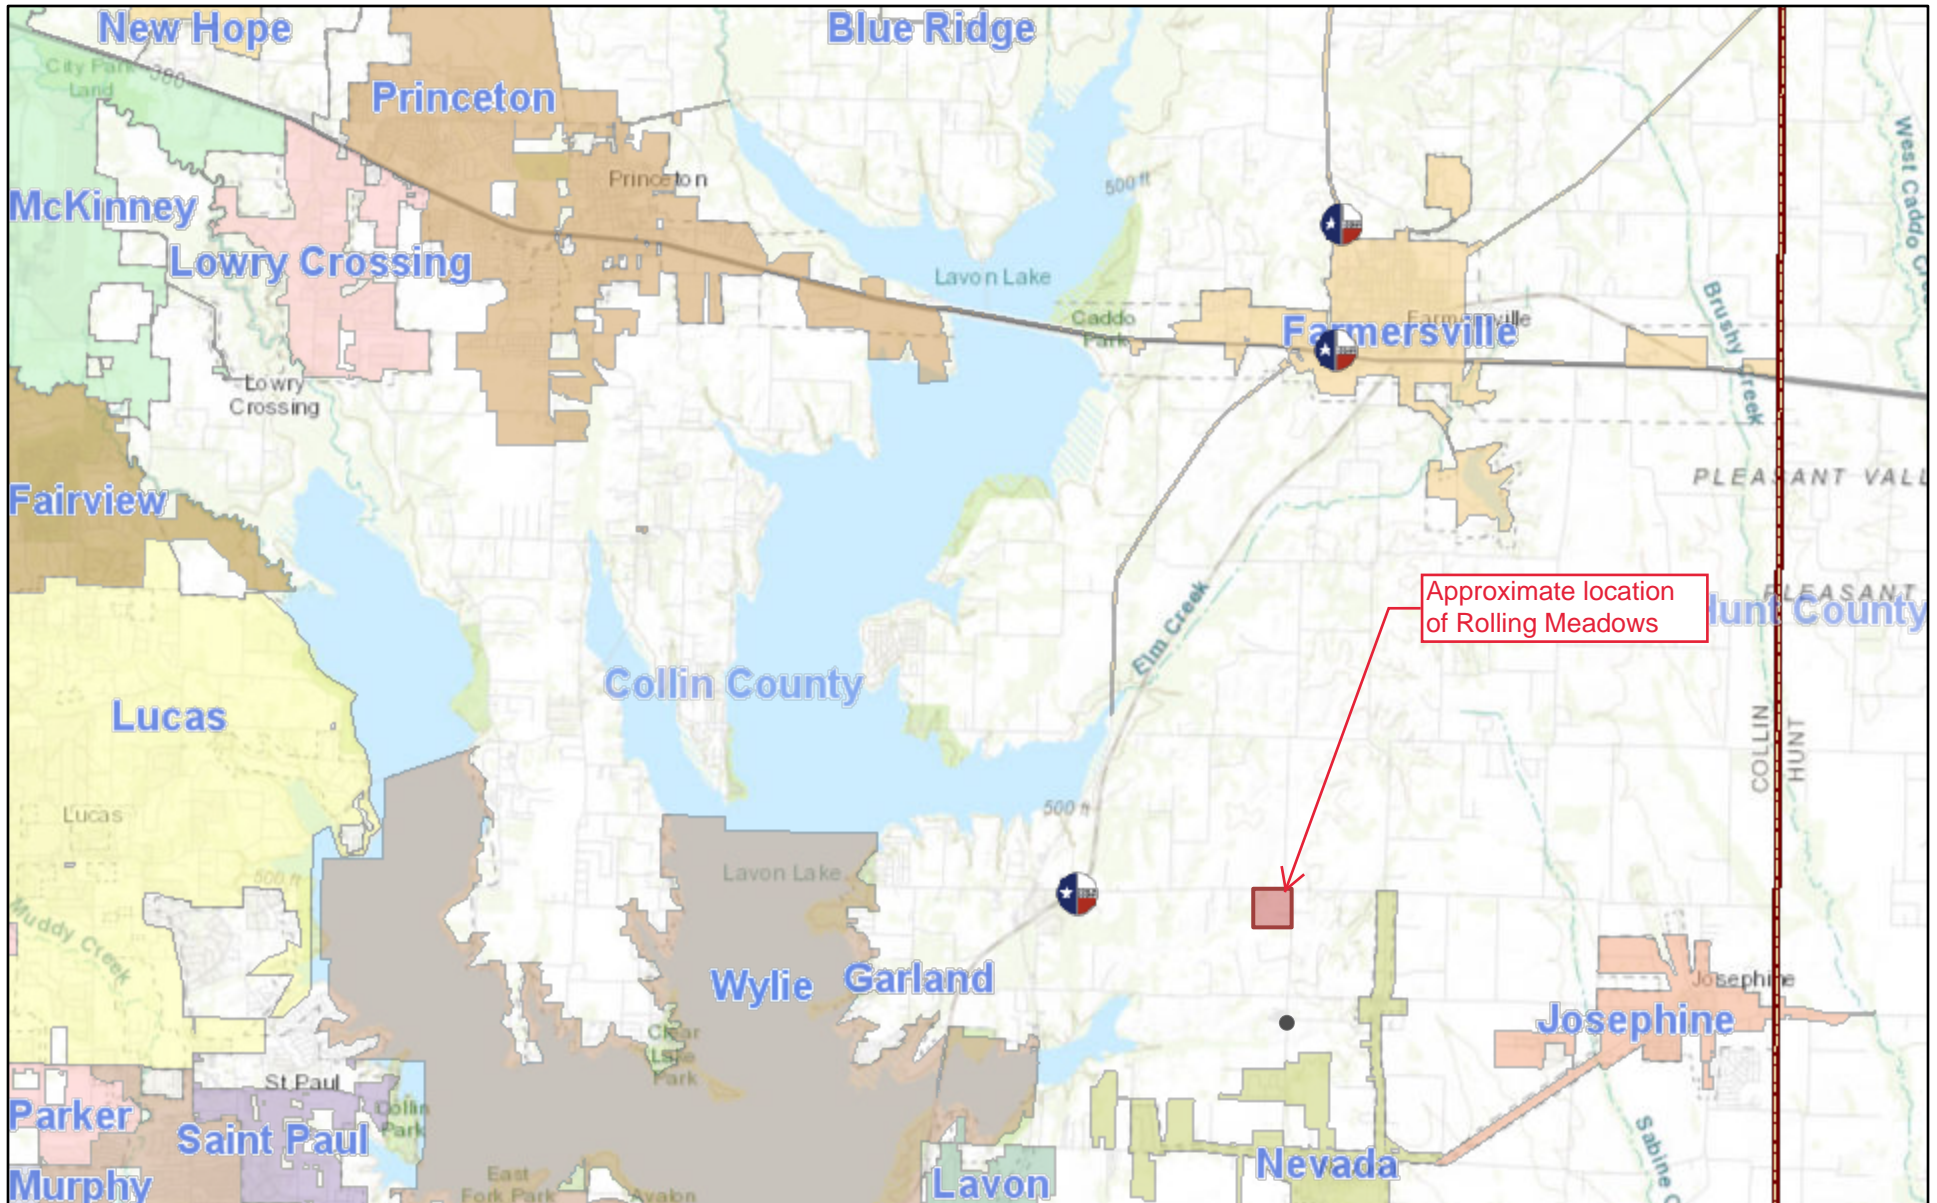 New Hope
Blue Ridge
City Park
Land
380
Princeton
Princeton
500 ft
West Caddo
McKinney
Lowry Crossing
Lavon Lake
Caddo
Park
Farmersville
Farmersville
Brushy Creek
Lowry
Crossing
PLEASANT VALL
Fairview
Approximate location
of Rolling Meadows
PLEASANT
Hunt County
Elm Creek
Collin County
Lucas
COLLIN
HUNT
Lucas
500 ft
Lavon Lake
500 ft
Muddy Creek
Wylie
Garland
Josephine
Josephine
Clear
Lake
Park
St Paul
Collin
Park
Parker
Saint Paul
Sabine
East
Fork Park
Avalon
Nevada
Lavon
Murphy